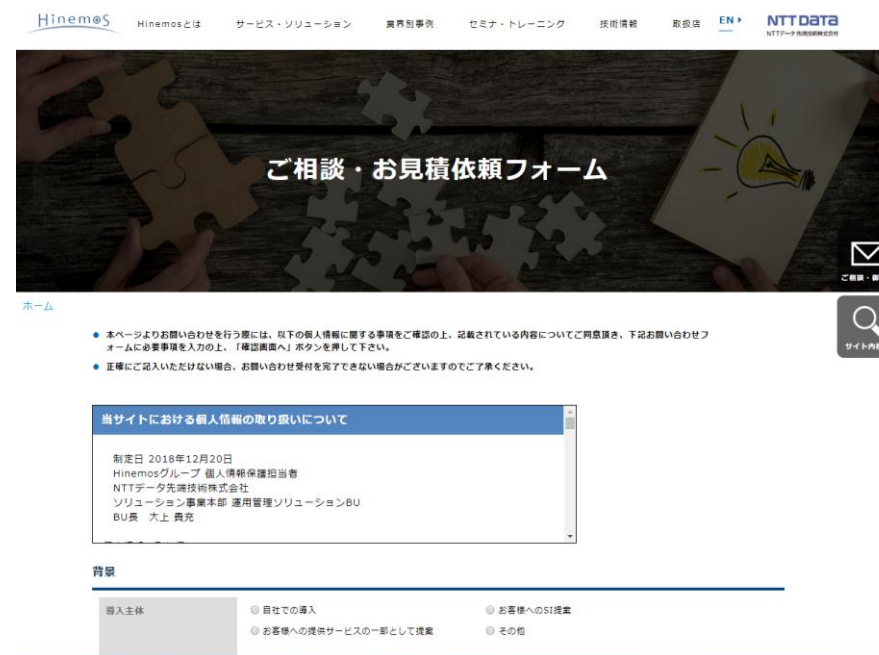 Hinemos
Hinemosとは
サービス・ソリューション
業界別事例
セミナ・トレーニング
技術情報
取扱店
EN
NTT DATA
NTTデータ先端技術株式会社
ご相談・お見積依頼フォーム
ご相談・御
サイト内検
ホーム
本ページよりお問い合わせを行う際には、以下の個人情報に関する事項をご確認の上、記載されている内容についてご同意頂き、下記お問い合わせフ
ォームに必要事項を入力の上、「確認画面へ」ボタンを押して下さい。
正確にご記入いただけない場合、お問い合わせ受付を完了できない場合がございますのでご了承ください。
当サイトにおける個人情報の取り扱いについて
制定日 2018年12月20日
Hinemosグループ 個人情報保護担当者
NTTデータ先端技術株式会社
ソリューション事業本部 運用管理ソリューションBU
BU長　大上 貴充
背景
導入主体
自社での導入
お客様へのSI提案
お客様への提供サービスの一部として提案
その他